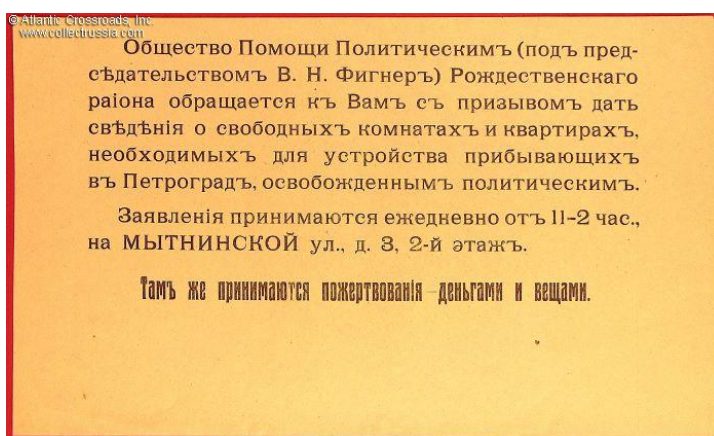 © Atlantic Crossroads, Inc.
www.collectrussia.com
Общество Помощи Политическимъ (подъ пред-
сѣдательствомъ В. Н. Фигнеръ) Рождественскаго
раіона обращается къ Вамъ съ призывомъ дать
свѣдѣнія о свободныхъ комнатахъ и квартирахъ,
необходимыхъ для устройства прибывающихъ
въ Петроградъ, освобожденнымъ политическимъ.
Заявленія принимаются ежедневно отъ 11-2 час.,
на МЫТНИНСКОЙ ул., д. 3, 2-й этажъ.
Тамъ же принимаются пожертвованія деньгами и вещами.